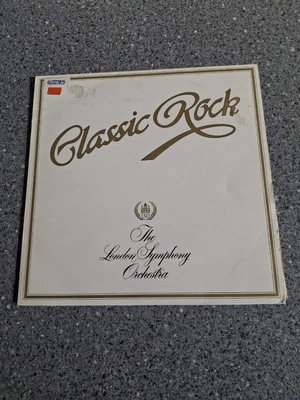 Classic Rock
The
London Symphony
Orchestra